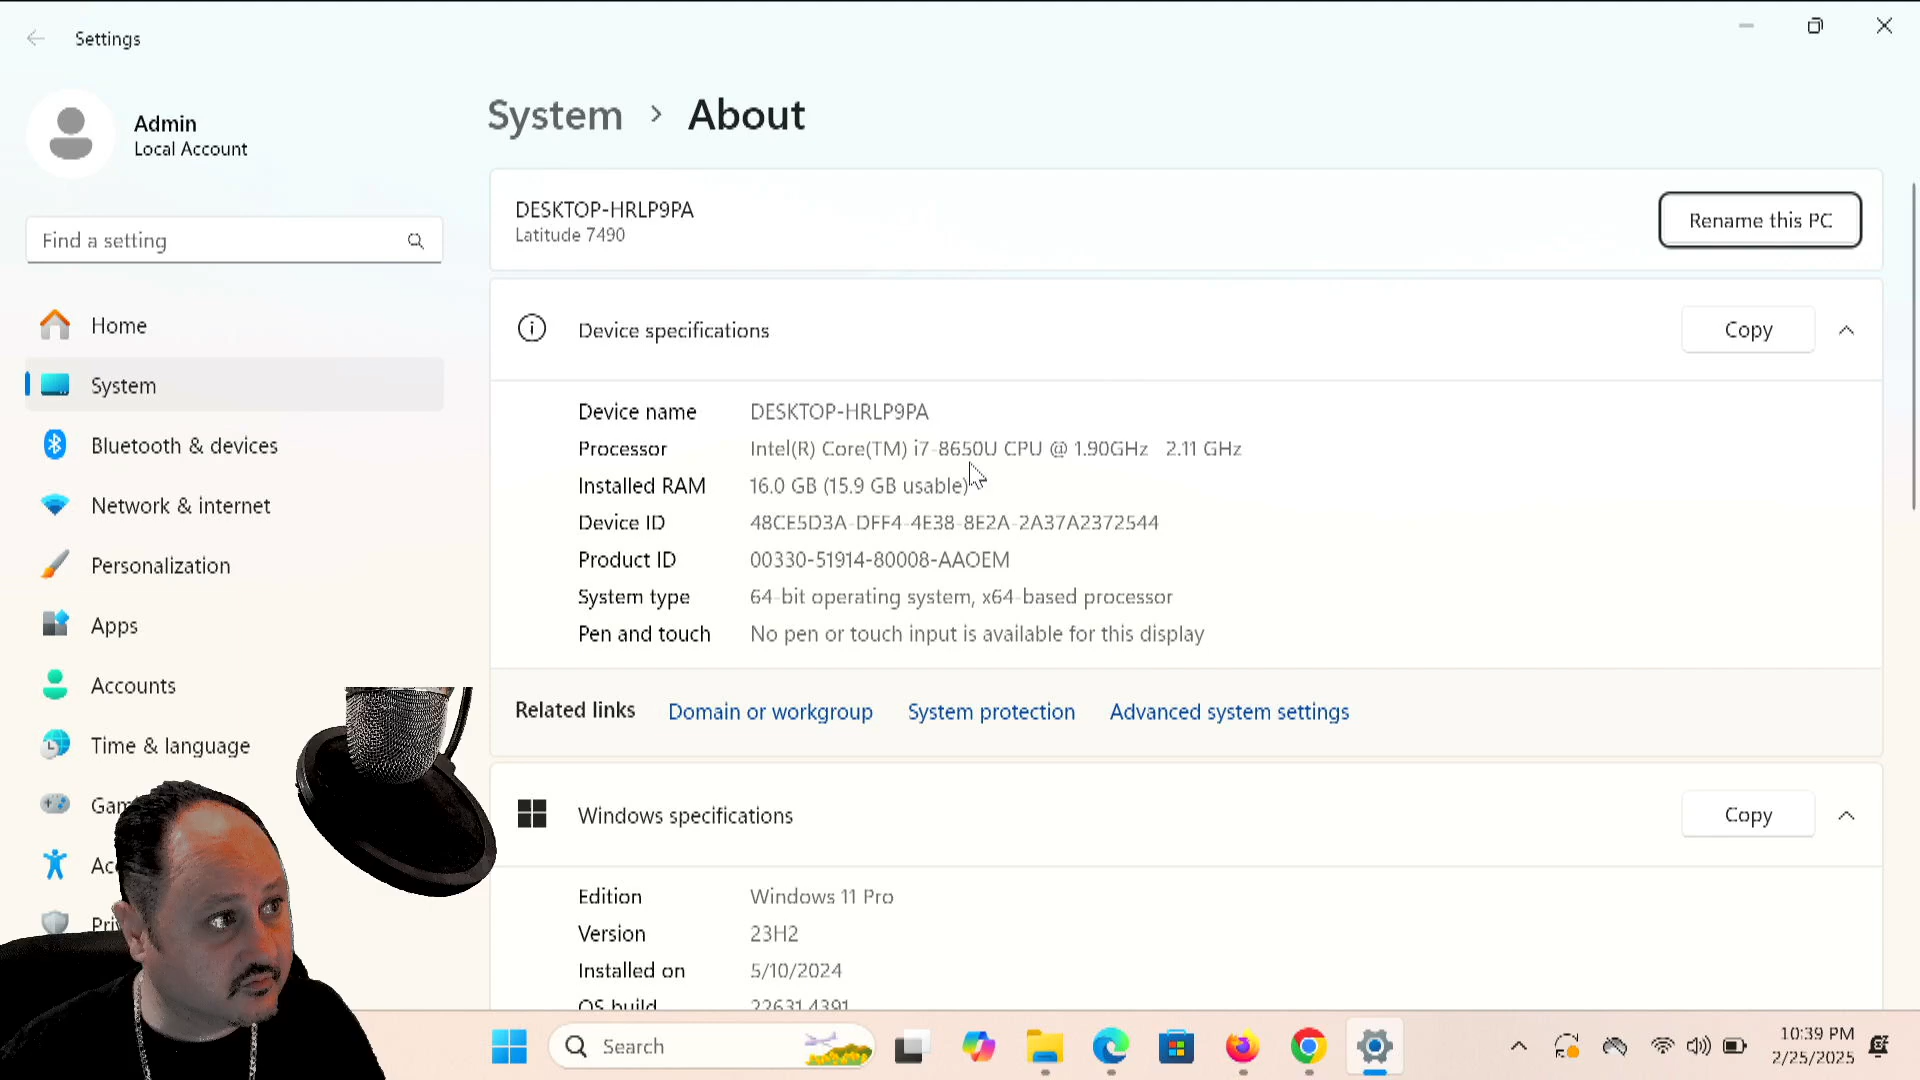 Settings
Admin
Local Account
Find a setting
Home
System
Bluetooth & devices
Network & internet
Personalization
Apps
Accounts
Time & language
System > About
DESKTOP-HRLP9PA
Latitude 7490
Rename this PC
Device specifications
Copy
Device name DESKTOP-HRLP9PA
Processor Intel(R) Core(TM) i7-8650U CPU @ 1.90GHz 2.11 GHz
Installed RAM 16.0 GB (15.9 GB usable)
Device ID 48CE5D3A-DFF4-4E38-8E2A-2A37A2372544
Product ID 00330-51914-80008-AAOEM
System type 64-bit operating system, x64-based processor
Pen and touch No pen or touch input is available for this display
Related links Domain or workgroup System protection Advanced system settings
Windows specifications
Copy
Edition Windows 11 Pro
Version 23H2
Installed on 5/10/2024
OS build 22631.4391
Search
10:39 PM
2/25/2025